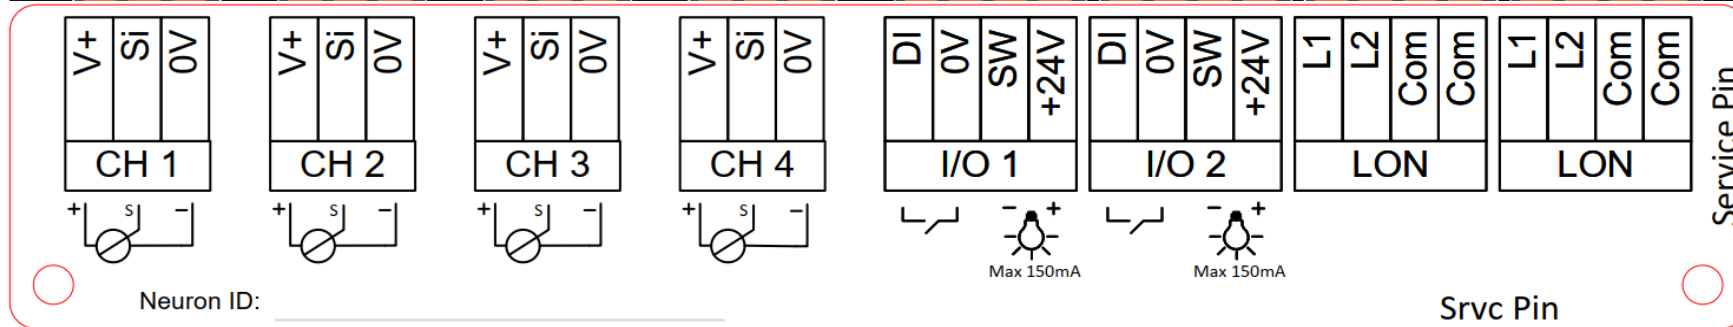 V+ Si 0V
CH 1
+ S −
V+ Si 0V
CH 2
+ S −
V+ Si 0V
CH 3
+ S −
V+ Si 0V
CH 4
+ S −
DI 0V SW +24V
I/O 1
− +
Max 150mA
DI 0V SW +24V
I/O 2
− +
Max 150mA
L1 L2 Com Com
LON
L1 L2 Com Com
LON
Service Pin
Neuron ID:
Srvc Pin